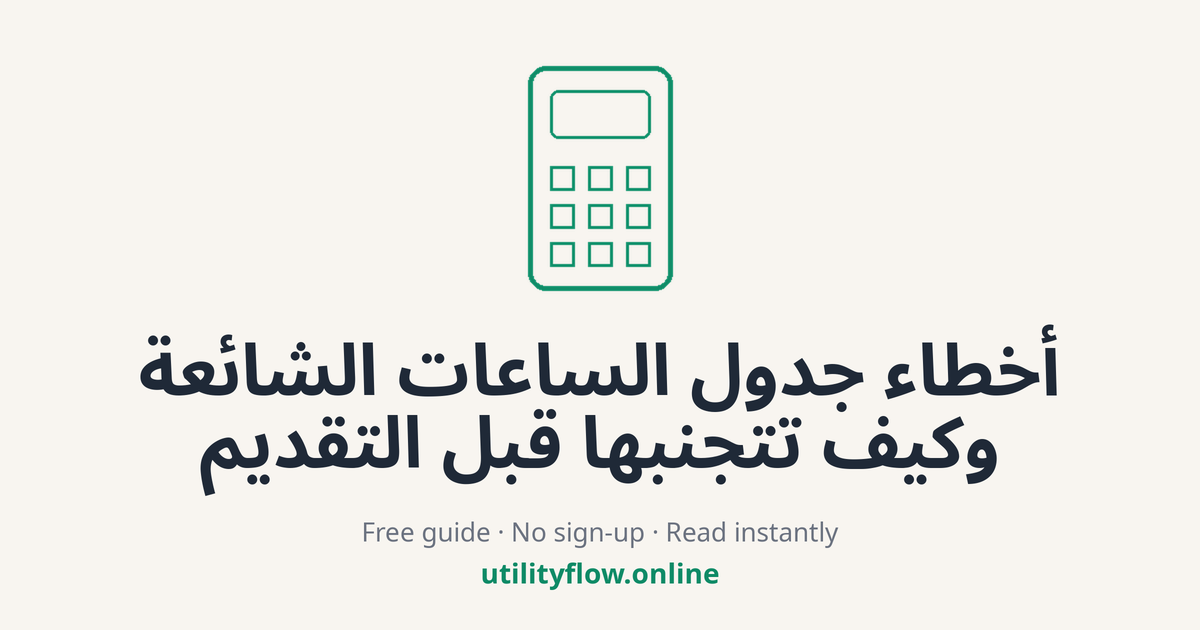 أخطاء جدول الساعات الشائعة
وكيف تتجنبها قبل التقديم
Free guide · No sign-up · Read instantly
utilityflow.online